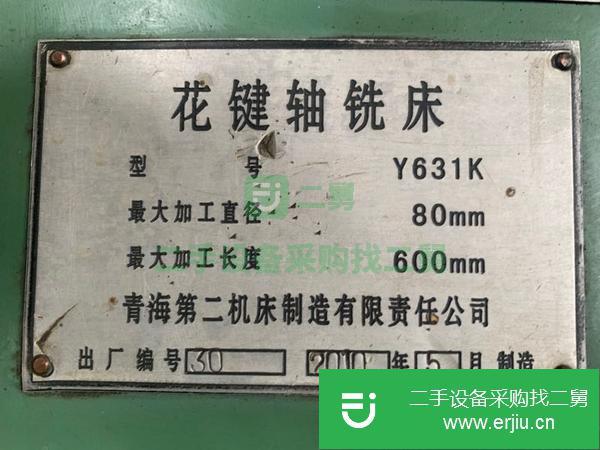 花键轴铣床
型号 Y631K
二舅
最大加工直径 80mm
二手设备采购找二舅
最大加工长度 600mm
青海第二机床制造有限责任公司
出厂编号 30 2010 年 5 月 制造
二手设备采购找二舅
www.erjiu.cn